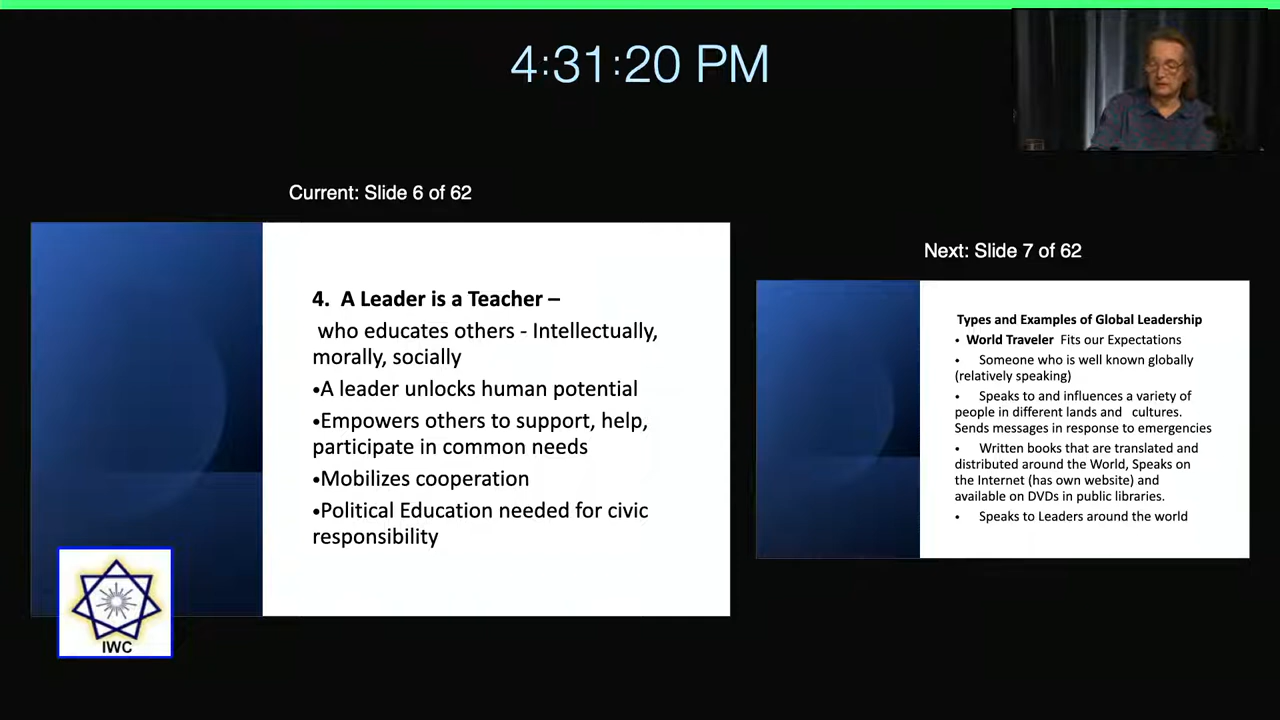 4:31:20 PM
Current: Slide 6 of 62
4. A Leader is a Teacher –
who educates others - Intellectually,
morally, socially
•A leader unlocks human potential
•Empowers others to support, help,
participate in common needs
•Mobilizes cooperation
•Political Education needed for civic
responsibility
IWC
Next: Slide 7 of 62
Types and Examples of Global Leadership
• World Traveler Fits our Expectations
• Someone who is well known globally
(relatively speaking)
• Speaks to and influences a variety of
people in different lands and cultures.
Sends messages in response to emergencies
• Written books that are translated and
distributed around the World, Speaks on
the Internet (has own website) and
available on DVDs in public libraries.
• Speaks to Leaders around the world